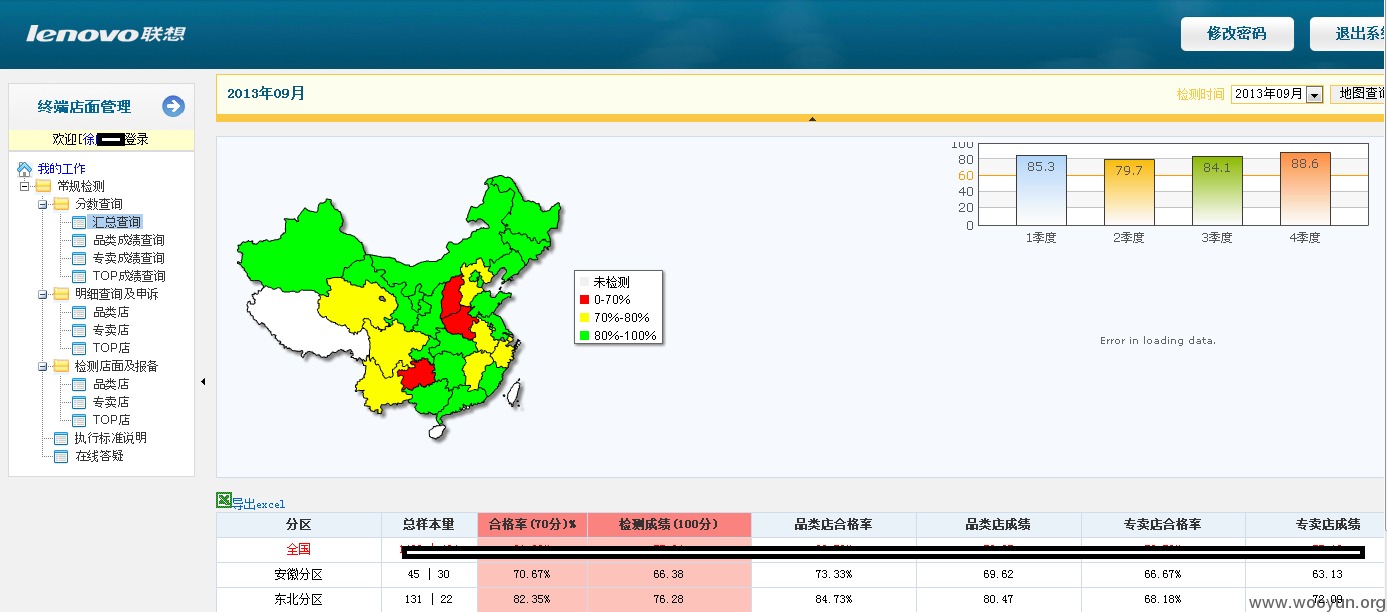 lenovo联想
修改密码
退出系
终端店面管理
欢迎[徐 登录
我的工作
常规检测
分数查询
汇总查询
品类成绩查询
专卖成绩查询
TOP成绩查询
明细查询及申诉
品类店
专卖店
TOP店
检测店面及报备
品类店
专卖店
TOP店
执行标准说明
在线答疑
2013年09月
检测时间 2013年09月 地图查
未检测
0-70%
70%-80%
80%-100%
100
80
60
40
20
0
85.3 79.7 84.1 88.6
1季度 2季度 3季度 4季度
Error in loading data.
导出excel
分区 总样本量 合格率(70分)% 检测成绩(100分) 品类店合格率 品类店成绩 专卖店合格率 专卖店成绩
全国
安徽分区 45 | 30 70.67% 66.38 73.33% 69.62 66.67% 63.13
东北分区 131 | 22 82.35% 76.28 84.73% 80.47 68.18% 72.09
www.wooyun.org